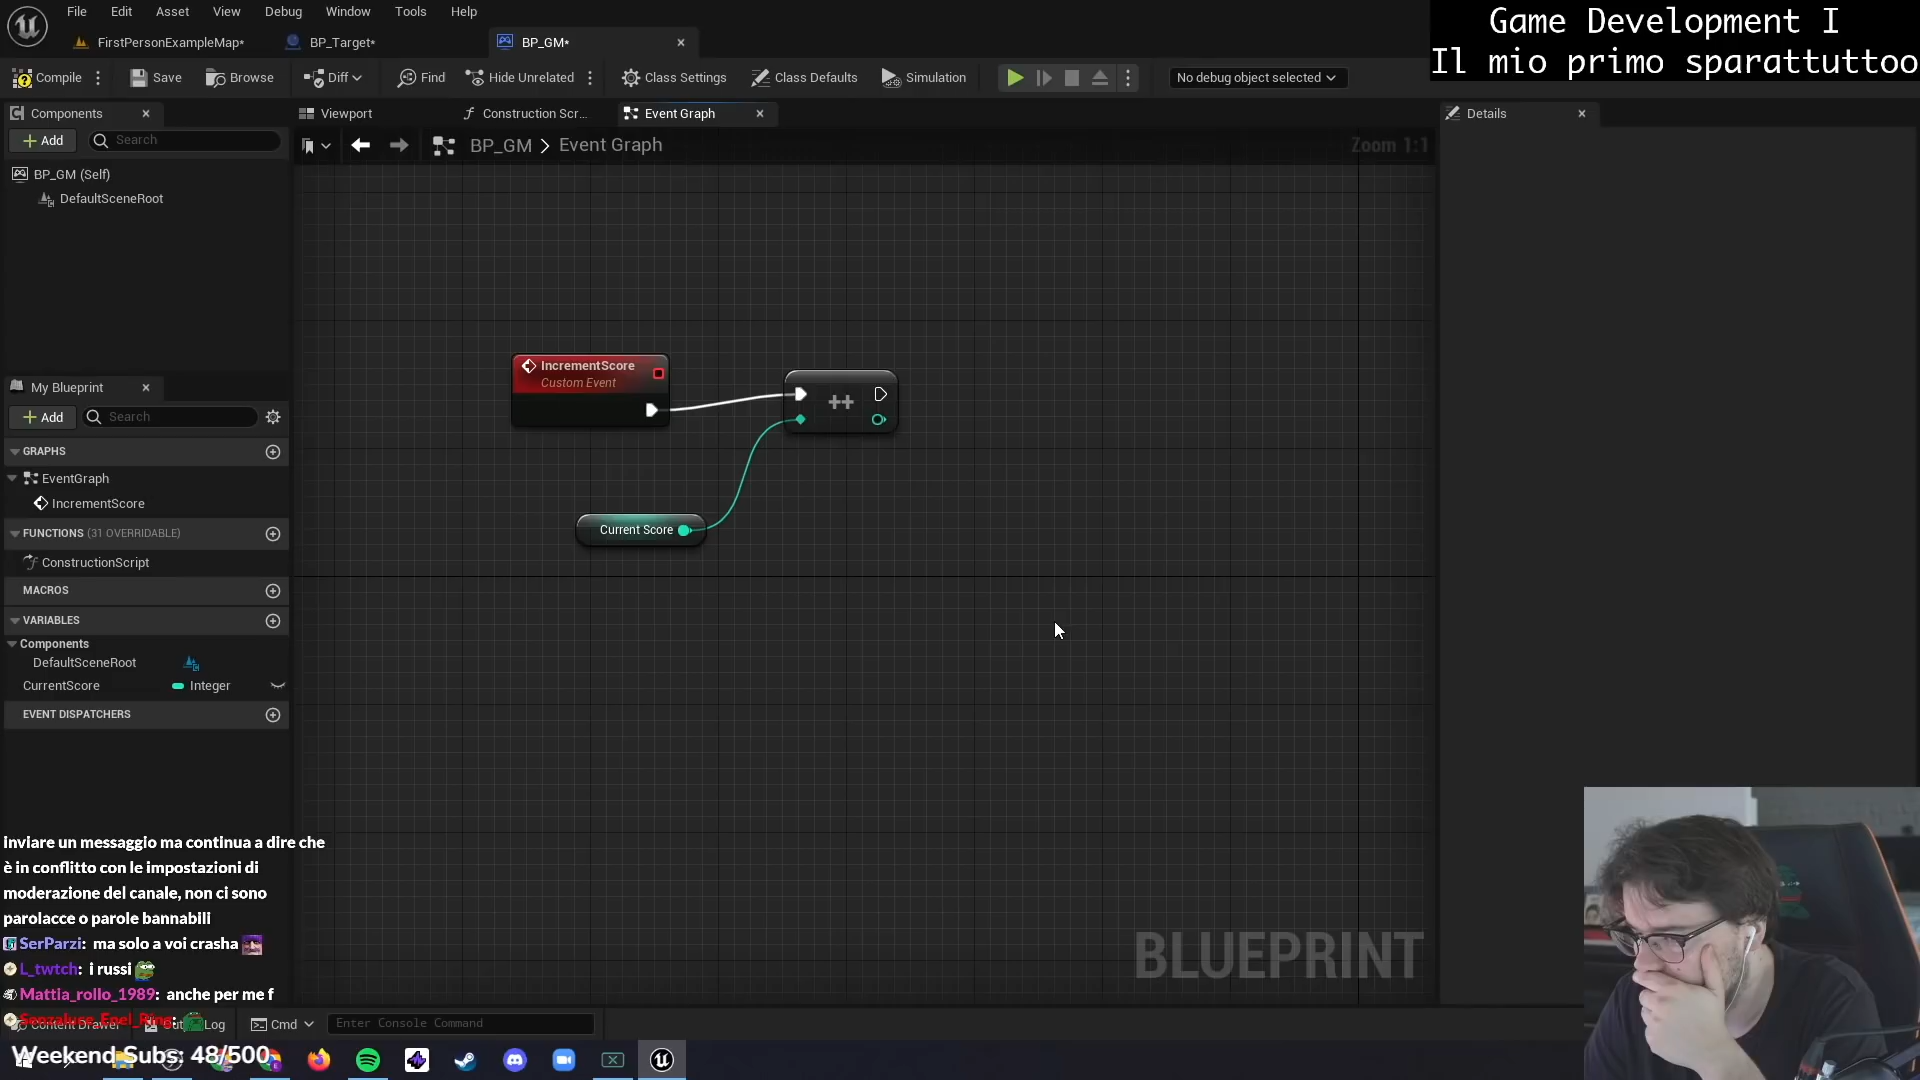 File Edit Asset View Debug Window Tools Help
Game Development I
Il mio primo sparattuttoo
FirstPersonExampleMap*
BP_Target*
BP_GM*
Compile
Save
Browse
Diff
Find
Hide Unrelated
Class Settings
Class Defaults
Simulation
No debug object selected
Components
Viewport
Construction Scr...
Event Graph
Details
Add
Search
BP_GM > Event Graph
Zoom 1:1
BP_GM (Self)
DefaultSceneRoot
IncrementScore
Custom Event
++
Current Score
My Blueprint
Add
Search
GRAPHS
EventGraph
IncrementScore
FUNCTIONS (31 OVERRIDABLE)
ConstructionScript
MACROS
VARIABLES
Components
DefaultSceneRoot
CurrentScore Integer
EVENT DISPATCHERS
inviare un messaggio ma continua a dire che
è in conflitto con le impostazioni di
moderazione del canale, non ci sono
parolacce o parole bannabili
SerParzi: ma solo a voi crasha
L_twtch: i russi
Mattia_rollo_1989: anche per me f
BLUEPRINT
Content Drawer
Log
Cmd
Enter Console Command
Weekend Subs: 48/500